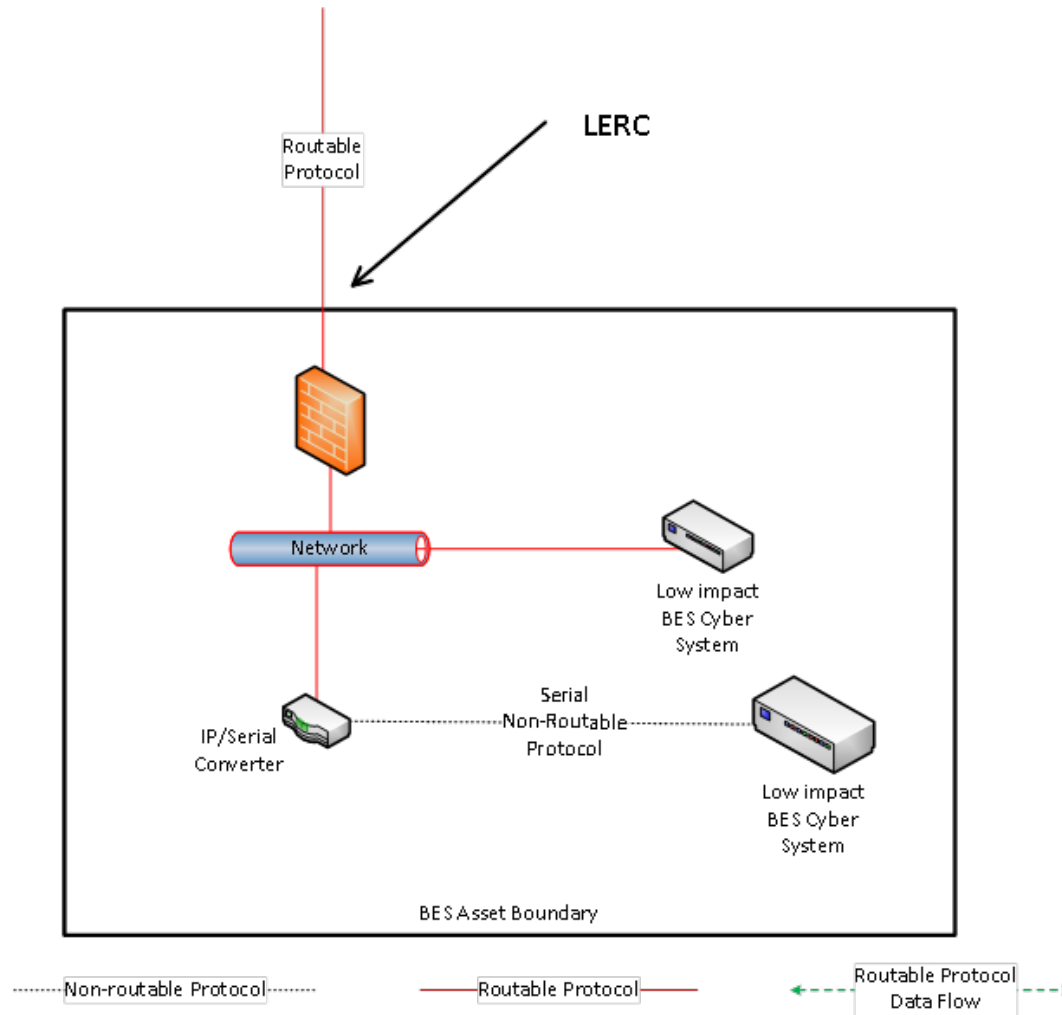 LERC
Routable
Protocol
Network
Low impact
BES Cyber
System
IP/Serial
Converter
Serial
Non-Routable
Protocol
Low impact
BES Cyber
System
BES Asset Boundary
Non-routable Protocol
Routable Protocol
Routable Protocol
Data Flow